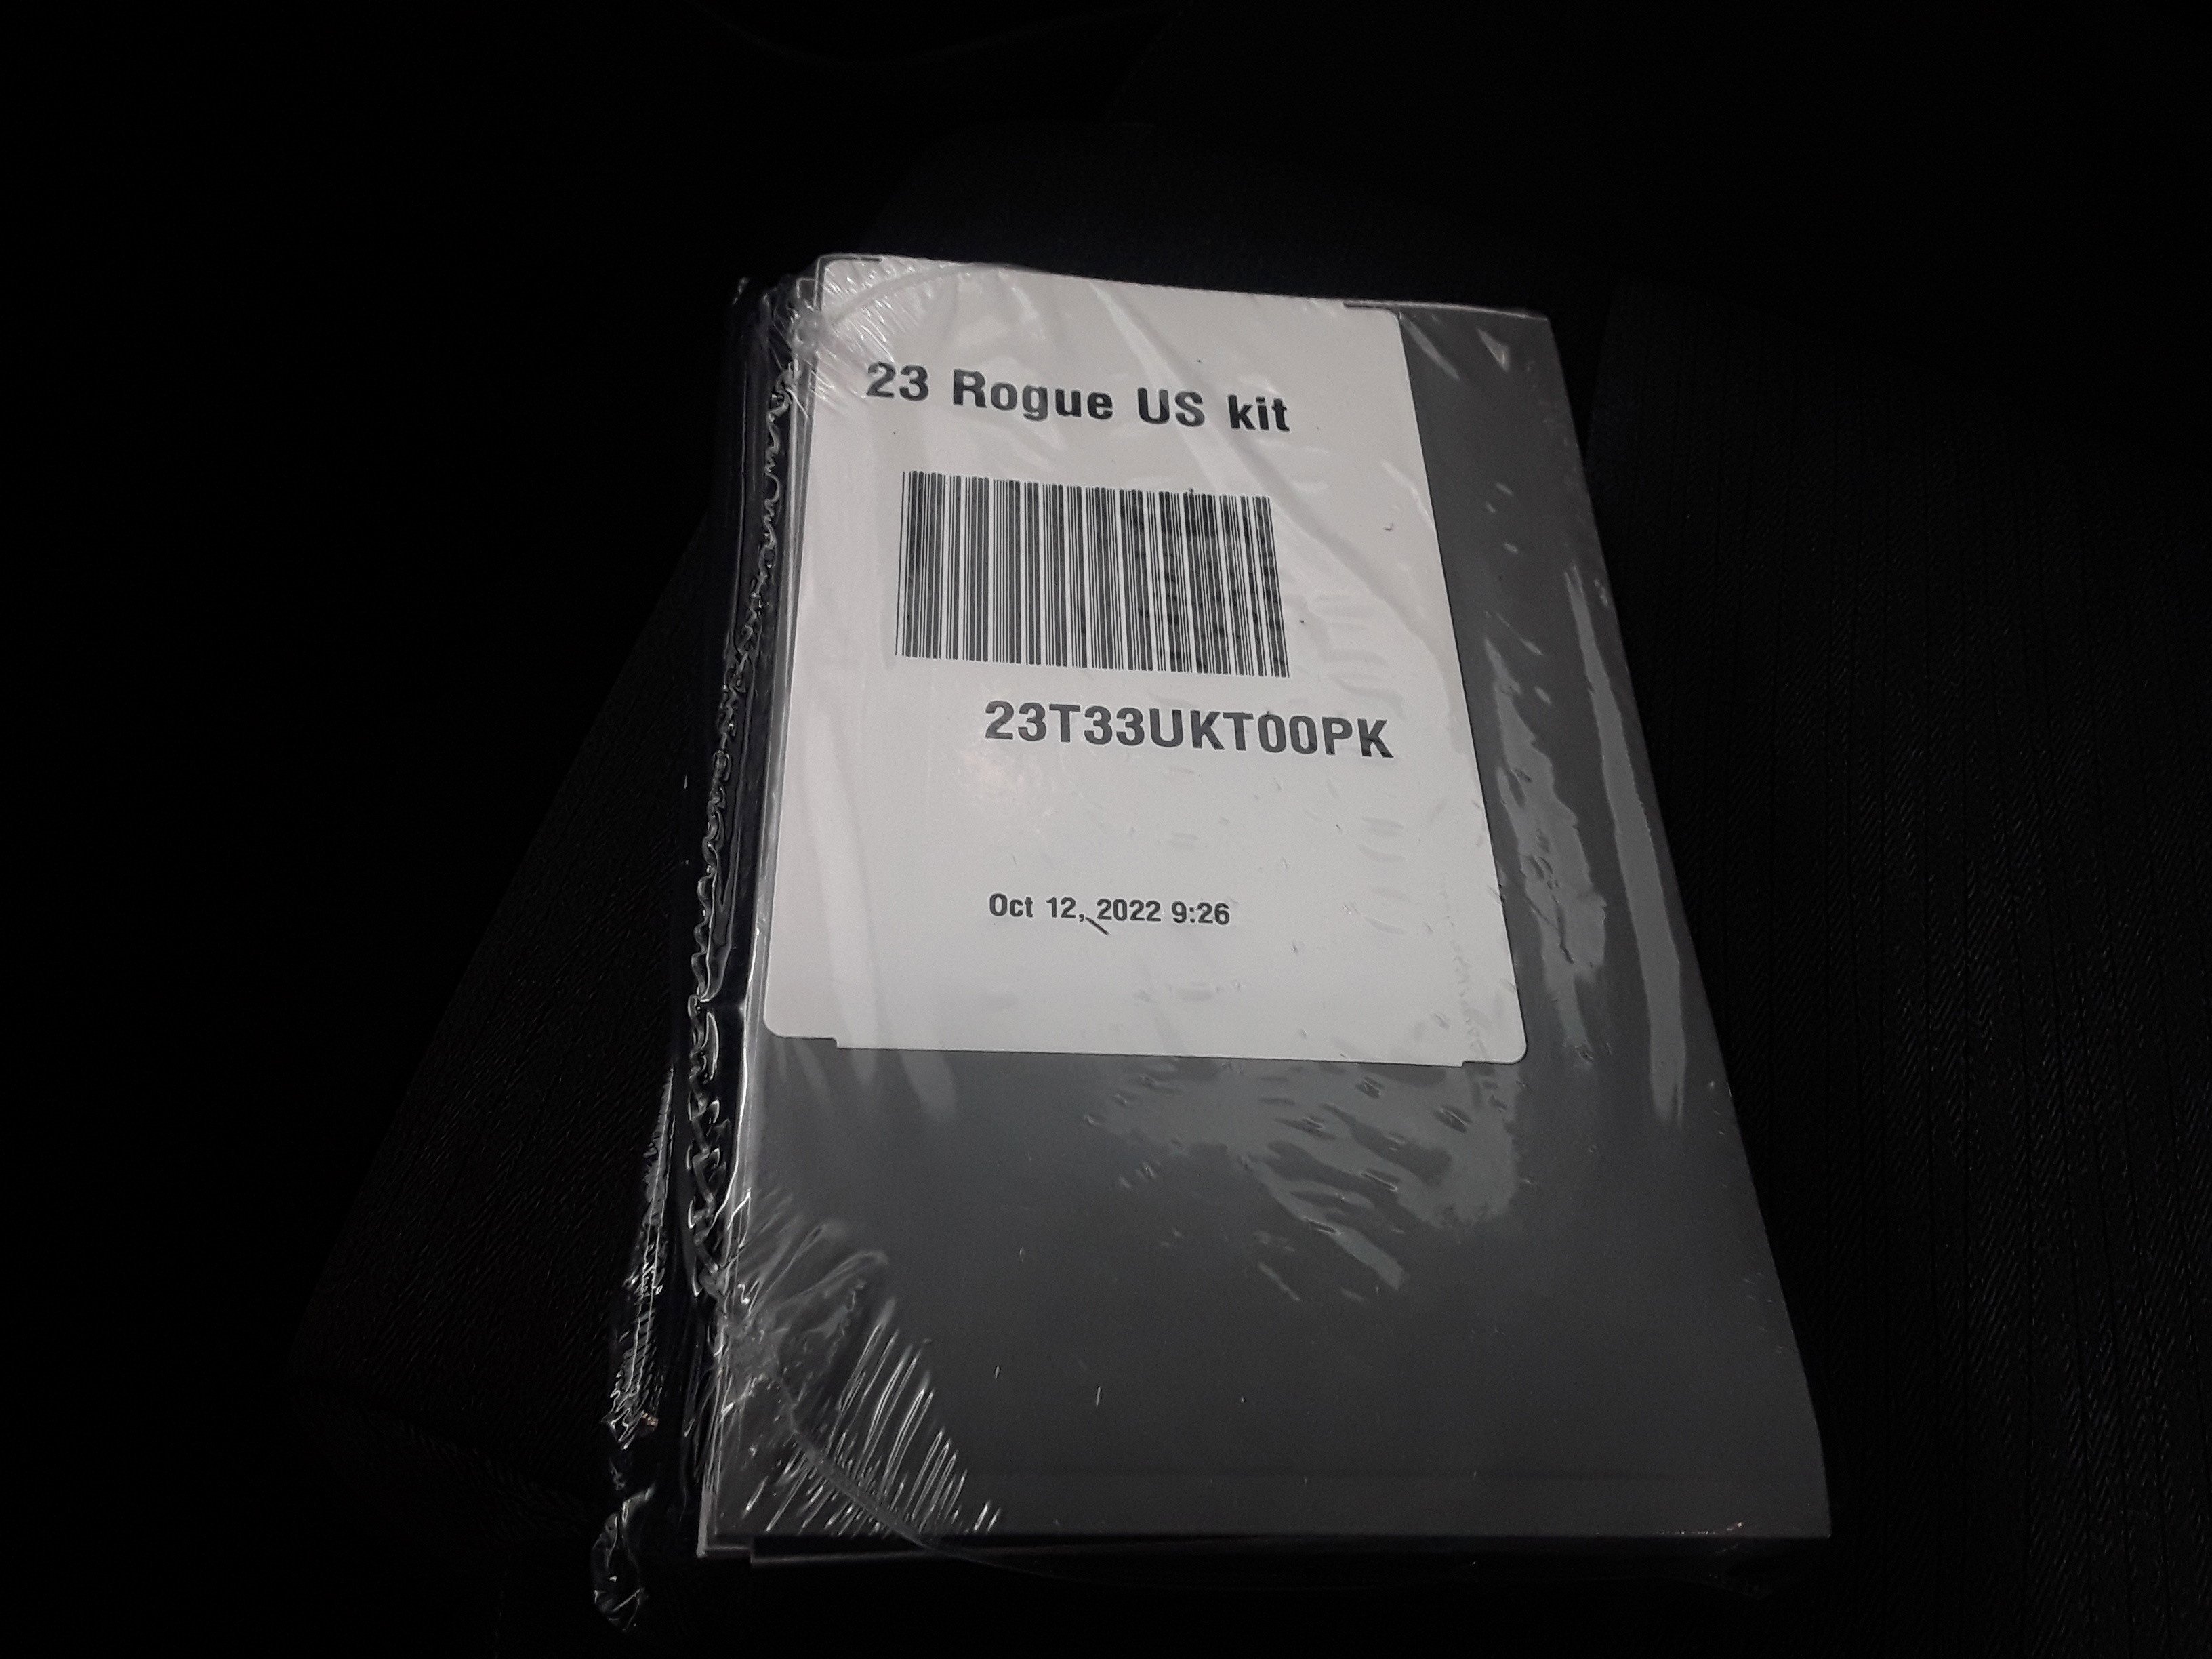 23 Rogue US kit
23T33UKT00PK
Oct 12, 2022 9:26